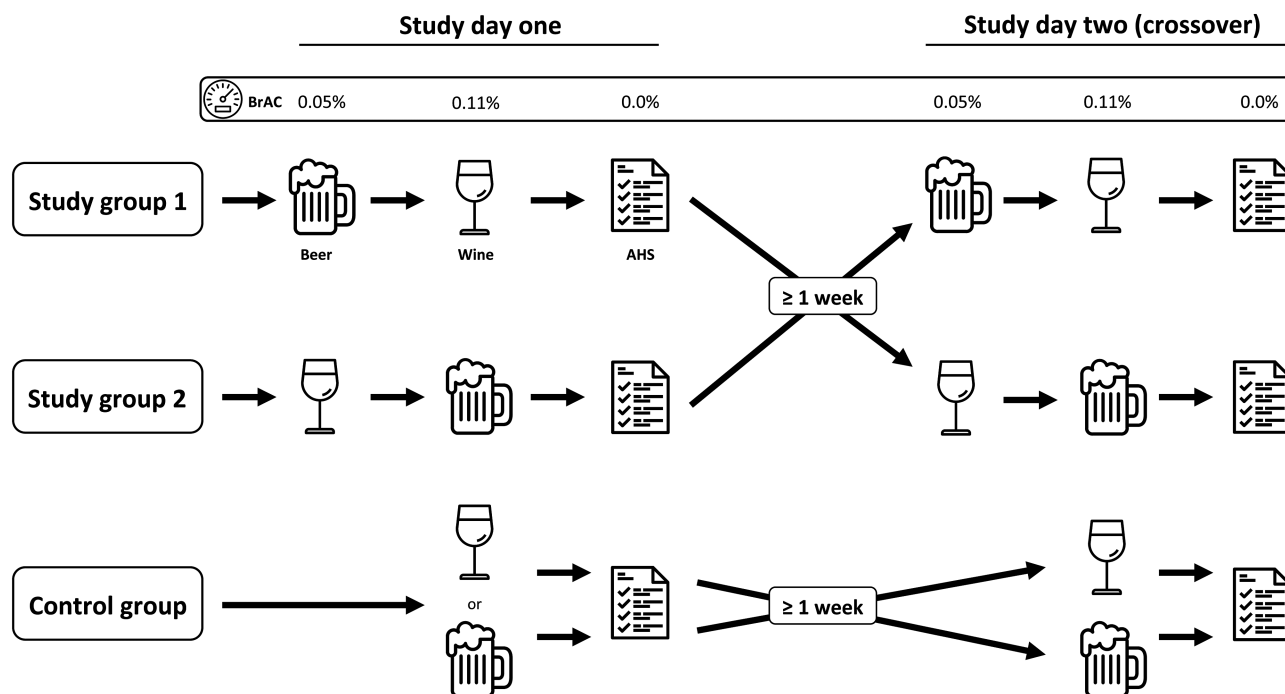 Study day one
Study day two (crossover)
BrAC 0.05% 0.11% 0.0% 0.05% 0.11% 0.0%
Study group 1
Beer
Wine
AHS
≥ 1 week
Study group 2
Control group
or
≥ 1 week